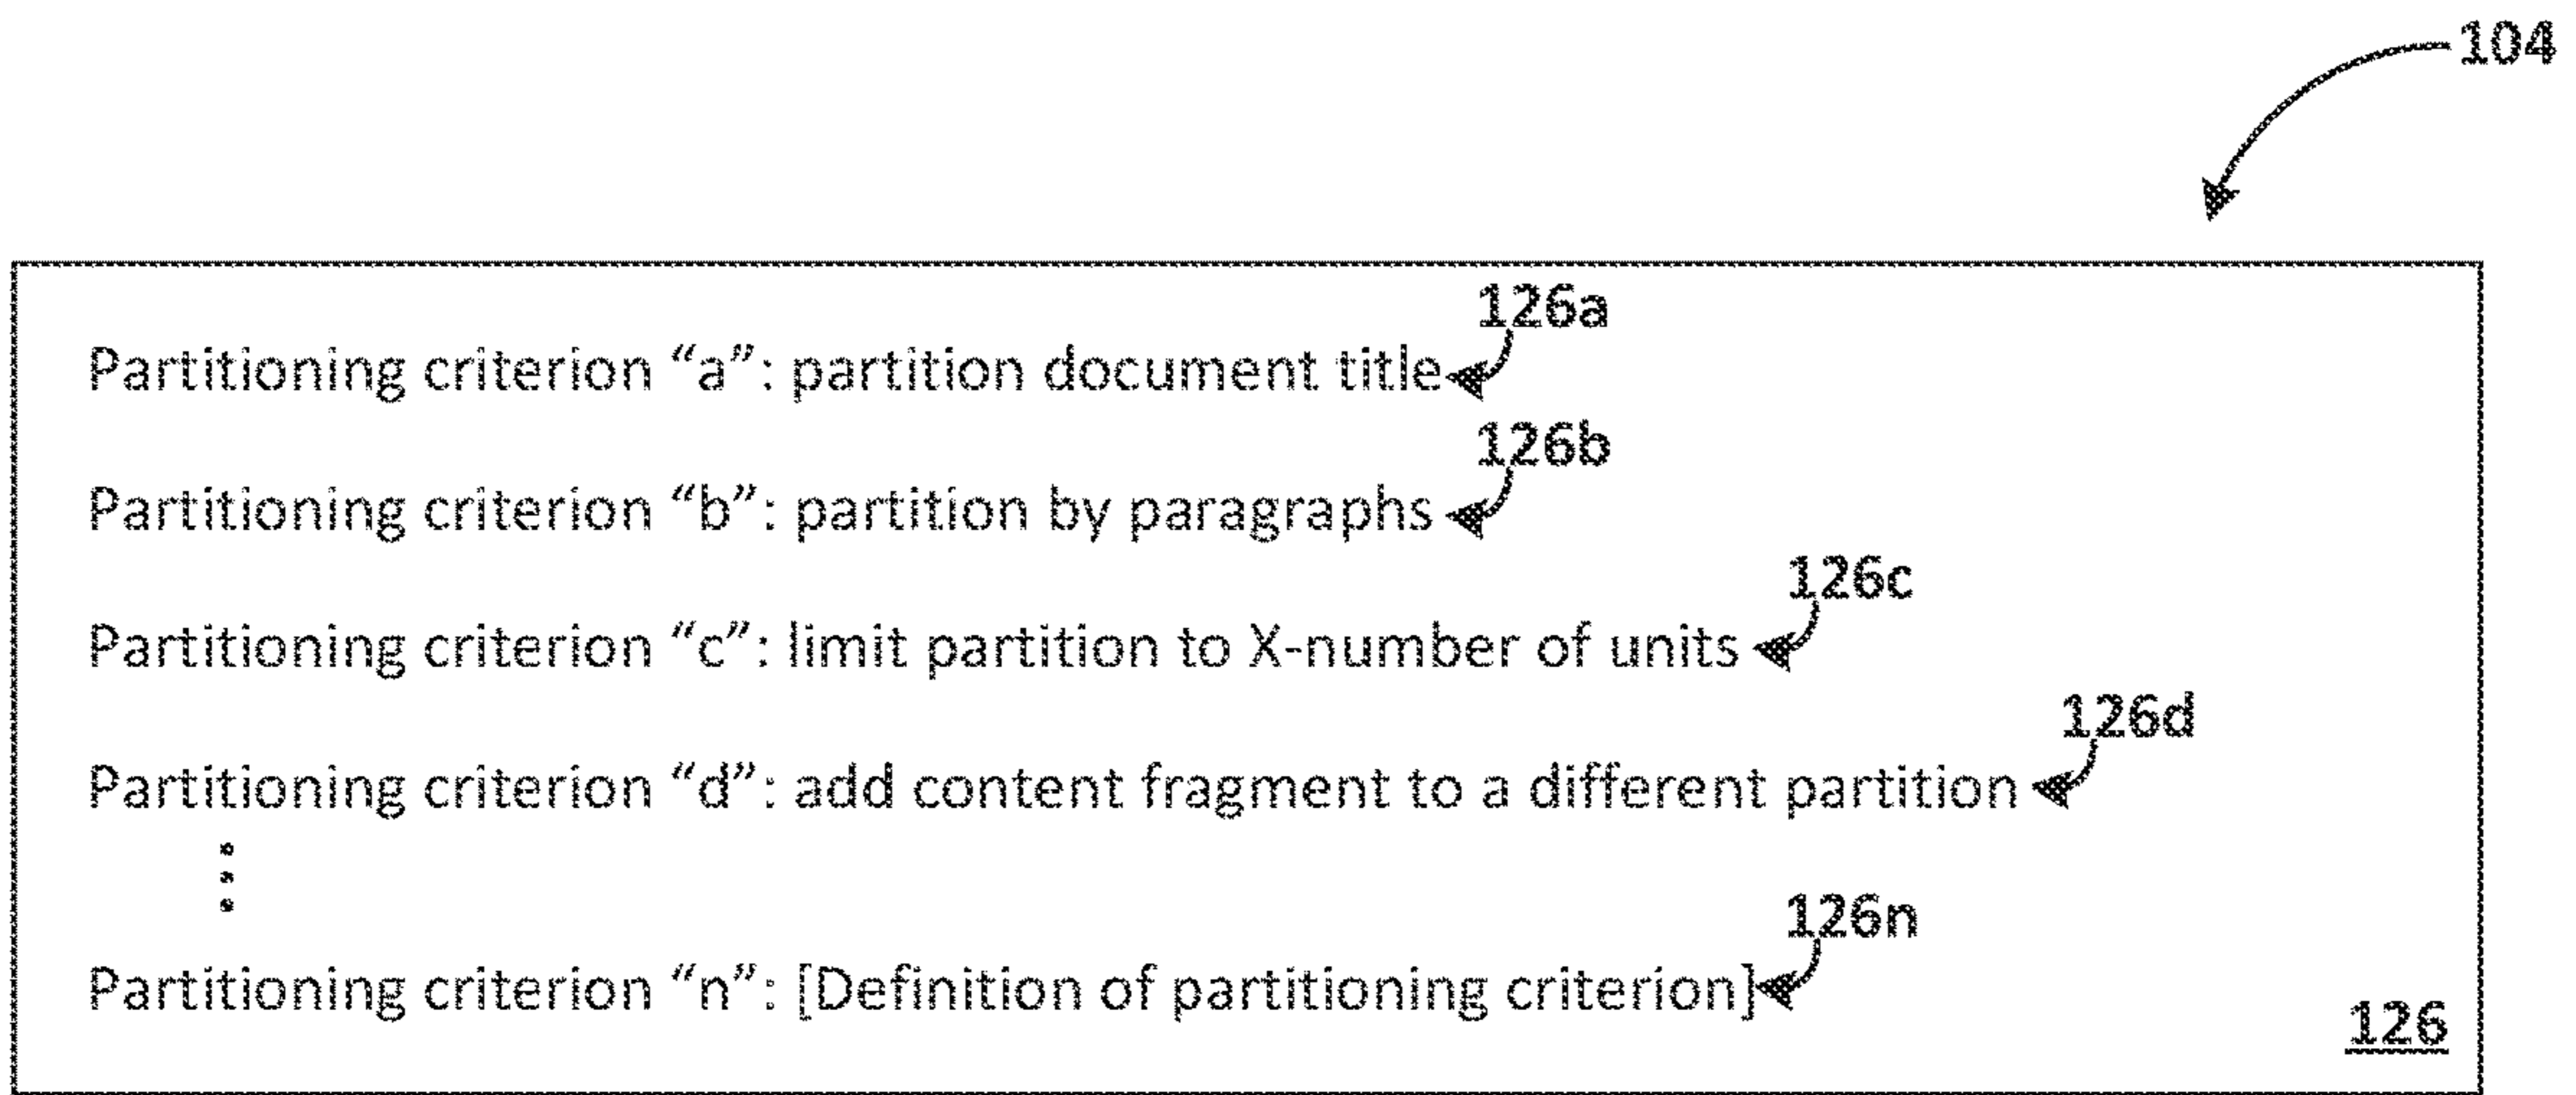 104
126a
Partitioning criterion “a”: partition document title
126b
Partitioning criterion “b”: partition by paragraphs
126c
Partitioning criterion “c”: limit partition to X-number of units
126d
Partitioning criterion “d”: add content fragment to a different partition
126n
Partitioning criterion “n”: [Definition of partitioning criterion]
126